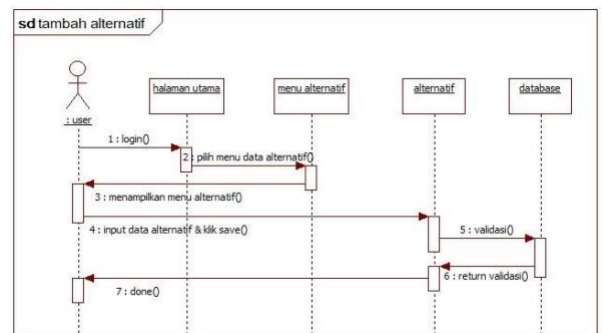 sd tambah alternatif
: user
halaman utama
menu alternatif
alternatif
database
1 : login()
2 : pilih menu data alternatif()
3 : menampilkan menu alternatif()
4 : input data alternatif & klik save()
5 : validasi()
6 : return validasi()
7 : done()